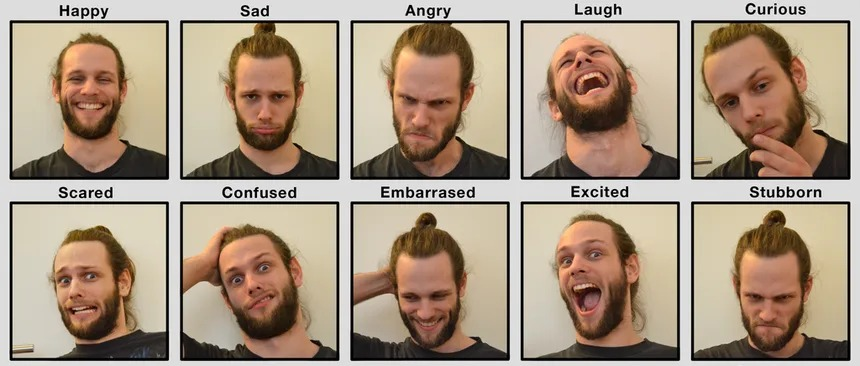 Happy
Sad
Angry
Laugh
Curious
Scared
Confused
Embarrased
Excited
Stubborn